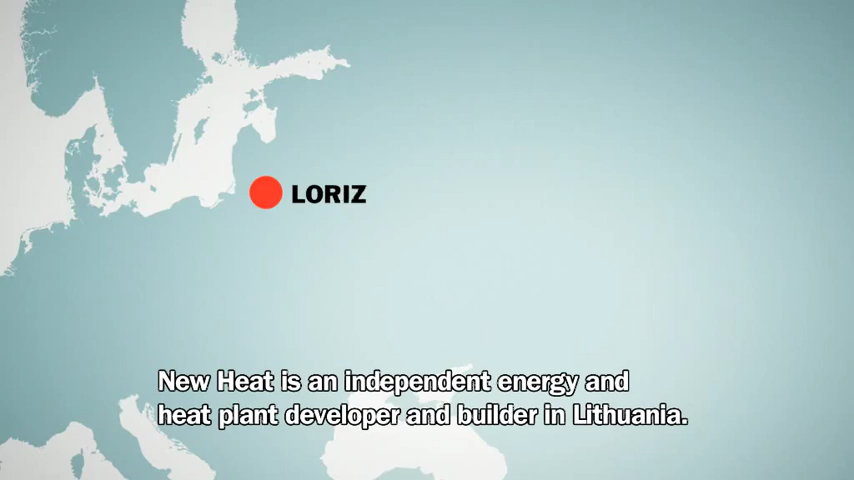 LORIZ
New Heat is an independent energy and
heat plant developer and builder in Lithuania.